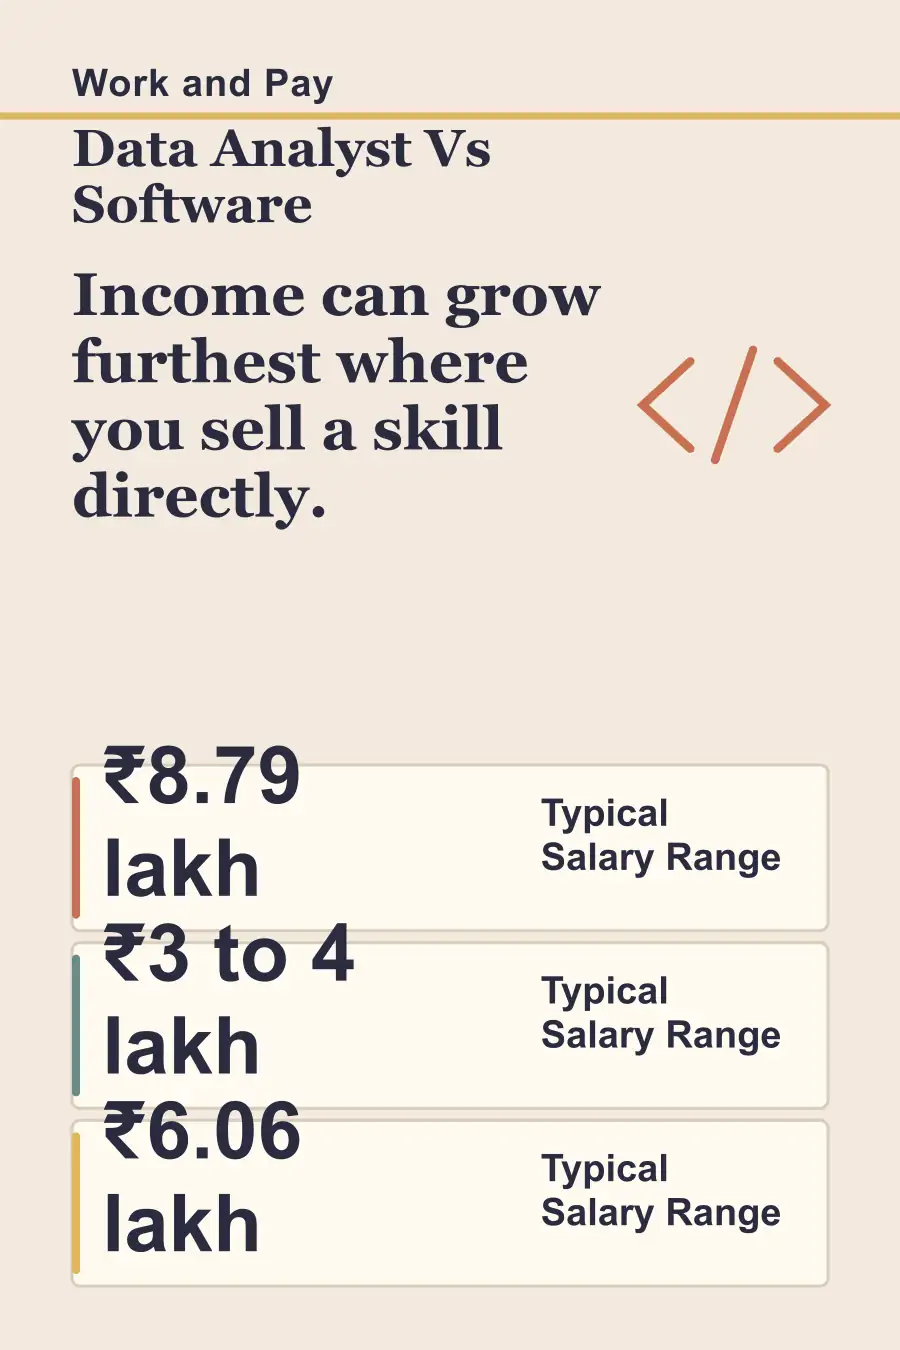 Work and Pay
Data Analyst Vs
Software
Income can grow
furthest where
you sell a skill
directly.
</>
₹8.79
lakh
Typical
Salary Range
₹3 to 4
lakh
Typical
Salary Range
₹6.06
lakh
Typical
Salary Range